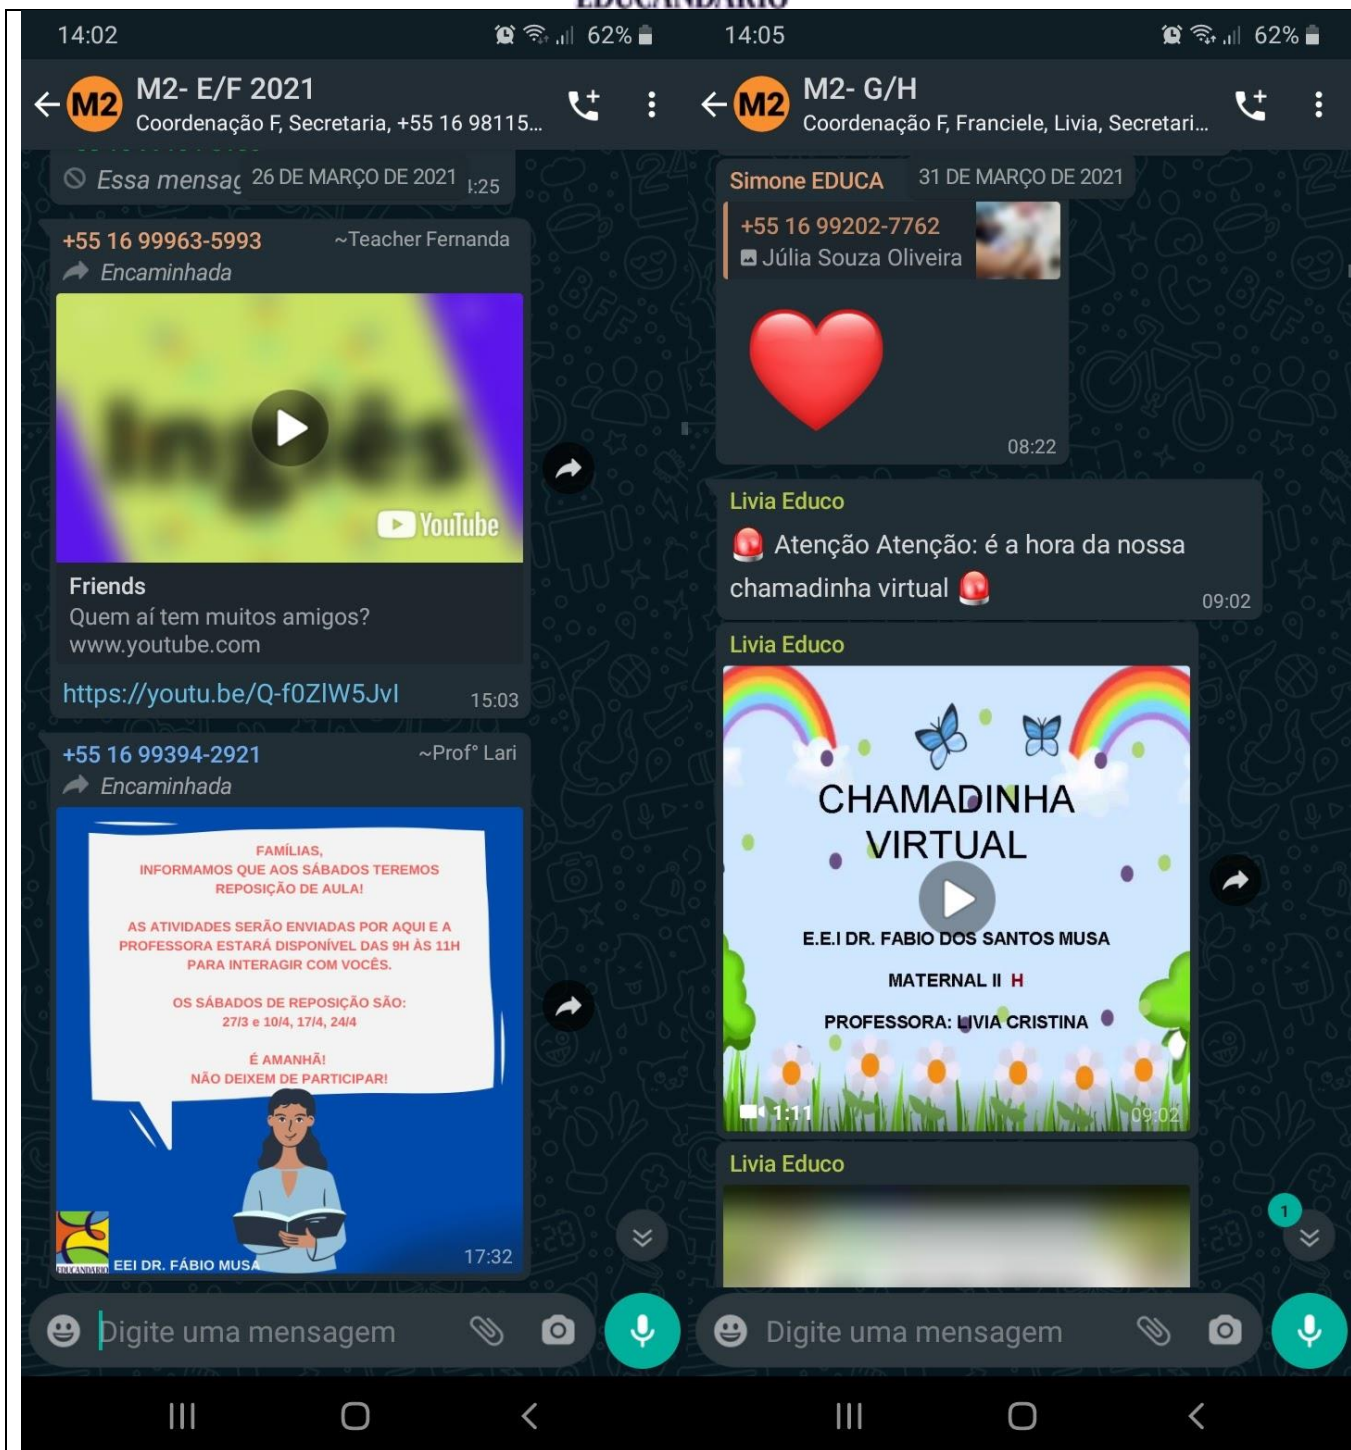 EDUCANDÁRIO
14:02
62%
M2- E/F 2021
Coordenação F, Secretaria, +55 16 98115...
26 DE MARÇO DE 2021
Essa mensag
4:25
+55 16 99963-5993
~Teacher Fernanda
Encaminhada
Inglês
YouTube
Friends
Quem aí tem muitos amigos?
www.youtube.com
https://youtu.be/Q-f0ZlW5JvI
15:03
+55 16 99394-2921
~Prof° Lari
Encaminhada
FAMÍLIAS,
INFORMAMOS QUE AOS SÁBADOS TEREMOS
REPOSIÇÃO DE AULA!
AS ATIVIDADES SERÃO ENVIADAS POR AQUI E A
PROFESSORA ESTARÁ DISPONÍVEL DAS 9H ÀS 11H
PARA INTERAGIR COM VOCÊS.
OS SÁBADOS DE REPOSIÇÃO SÃO:
27/3 e 10/4, 17/4, 24/4
É AMANHÃ!
NÃO DEIXEM DE PARTICIPAR!
EDUCANDÁRIO
EEI DR. FÁBIO MUSA
17:32
Digite uma mensagem
14:05
62%
M2- G/H
Coordenação F, Franciele, Livia, Secretari...
31 DE MARÇO DE 2021
Simone EDUCA
+55 16 99202-7762
Júlia Souza Oliveira
08:22
Livia Educo
Atenção Atenção: é a hora da nossa
chamadinha virtual
09:02
Livia Educo
CHAMADINHA
VIRTUAL
E.E.I DR. FABIO DOS SANTOS MUSA
MATERNAL II H
PROFESSORA: LIVIA CRISTINA
1:11
09:02
Livia Educo
1
Digite uma mensagem